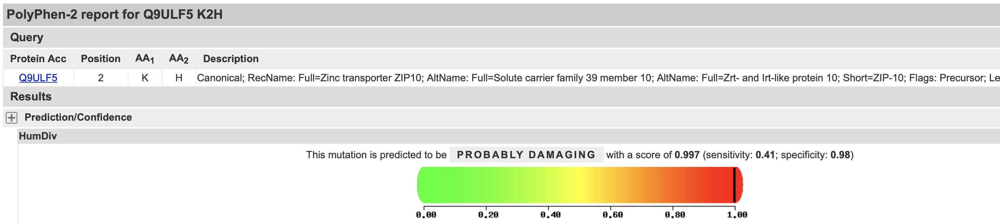 PolyPhen-2 report for Q9ULF5 K2H
Query
Protein Acc Position AA1 AA2 Description
Q9ULF5 2 K H Canonical; RecName: Full=Zinc transporter ZIP10; AltName: Full=Solute carrier family 39 member 10; AltName: Full=Zrt- and Irt-like protein 10; Short=ZIP-10; Flags: Precursor; Le
Results
Prediction/Confidence
HumDiv
This mutation is predicted to be PROBABLY DAMAGING with a score of 0.997 (sensitivity: 0.41; specificity: 0.98)
0.00 0.20 0.40 0.60 0.80 1.00